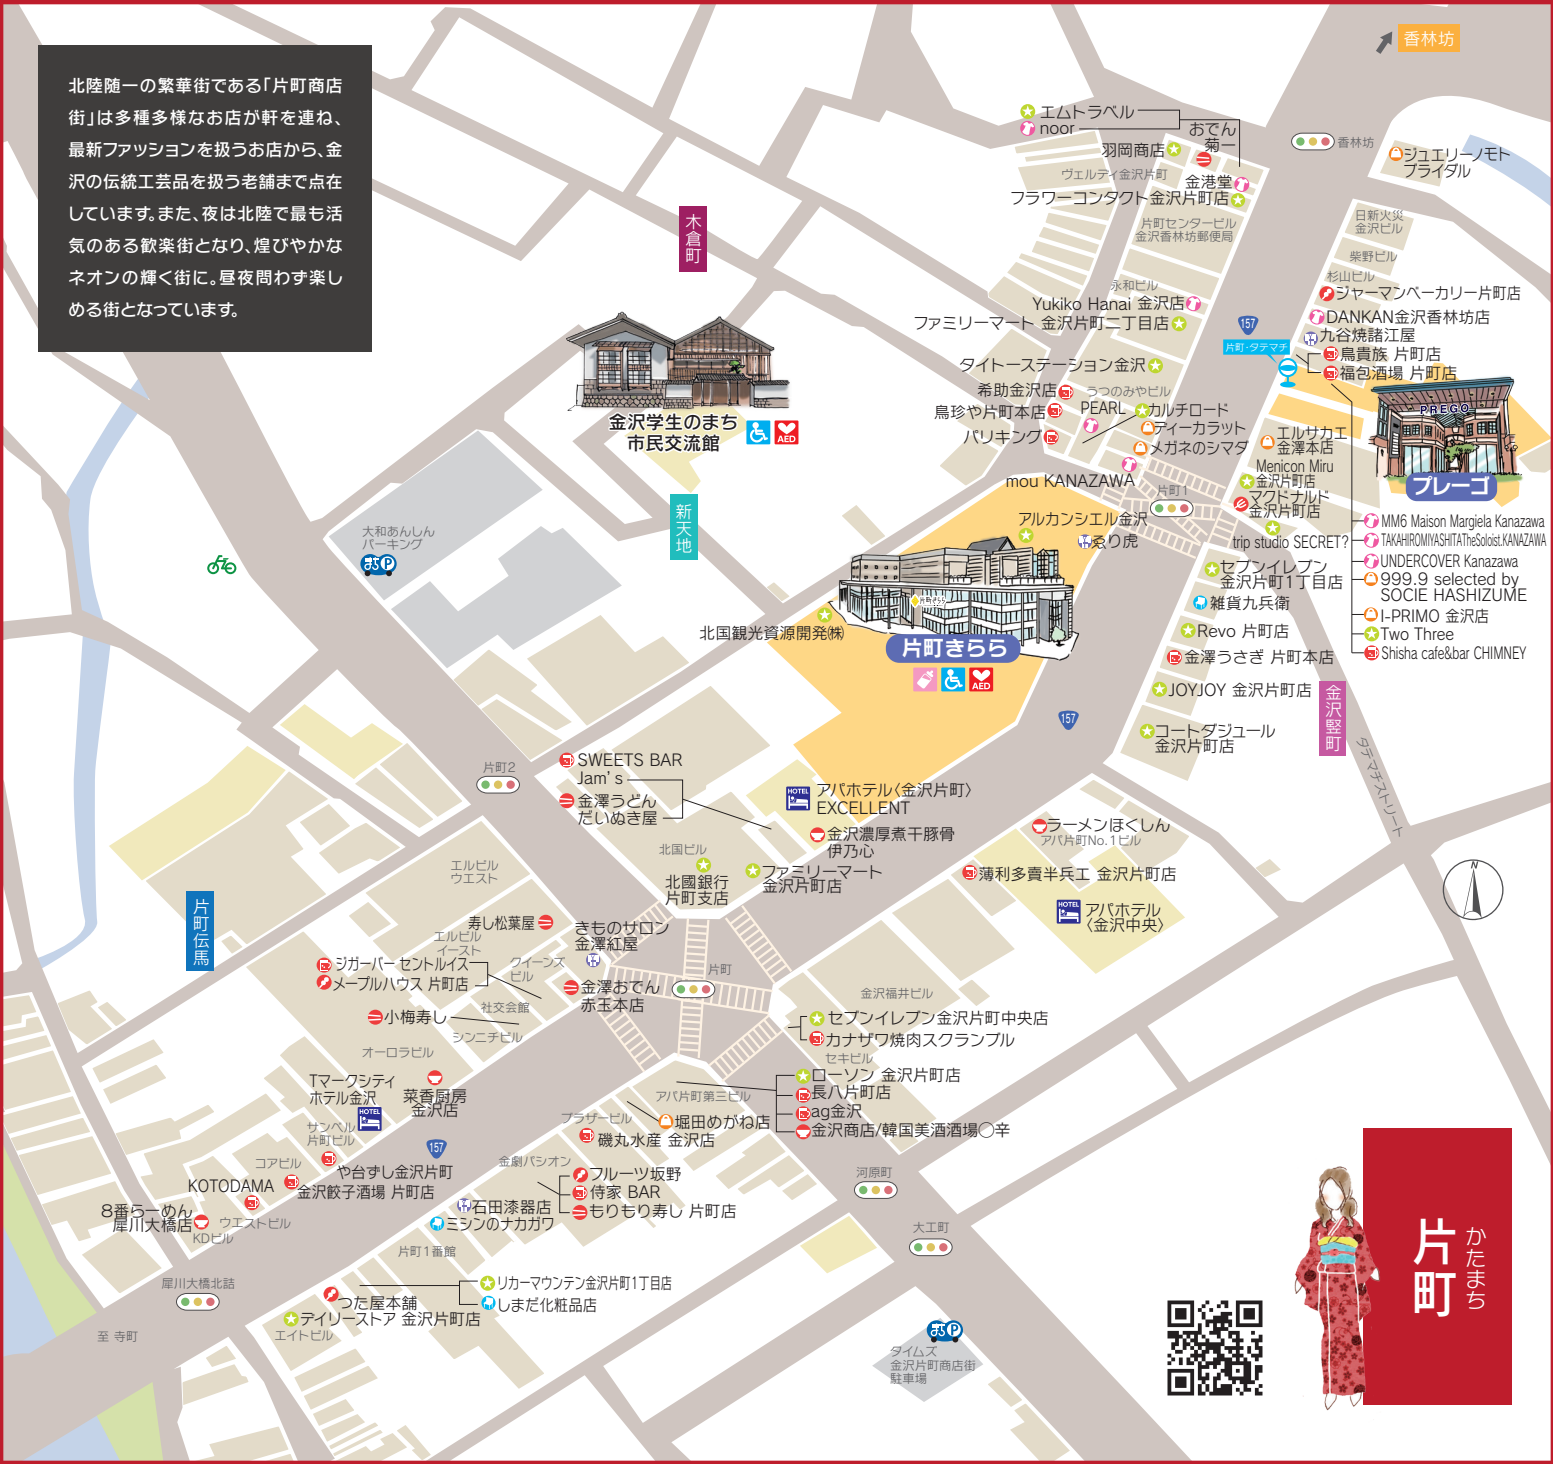 北陸随一の繁華街である｢片町商店
街｣は多種多様なお店が軒を連ね、
最新ファッションを扱うお店から、金
沢の伝統工芸品を扱う老舗まで点在
しています。また、夜は北陸で最も活
気のある歓楽街となり、煌びやかな
ネオンの輝く街に。昼夜問わず楽し
める街となっています。
香林坊
エムトラベル
noor
おでん
菊一
羽岡商店
ヴェルディ金沢片町
金港堂
フラワーコンタクト金沢片町店
片町センタービル
金沢香林坊郵便局
香林坊
ジュエリーノモト
ブライダル
日新火災
金沢ビル
柴野ビル
杉山ビル
ジャーマンベーカリー片町店
DANKAN金沢香林坊店
九谷焼諸江屋
鳥貴族 片町店
福包酒場 片町店
永和ビル
Yukiko Hanai 金沢店
ファミリーマート 金沢片町二丁目店
157
片町・タテマチ
タイトーステーション金沢
うつのみやビル
希助金沢店
鳥珍や片町本店
パリキング
PEARL
カルチロード
ディーカラット
メガネのシマダ
mou KANAZAWA
片町1
エルサカエ
金澤本店
Menicon Miru
金沢片町店
マクドナルド
金沢片町店
trip studio SECRET?
PREGO
プレーゴ
MM6 Maison Margiela Kanazawa
TAKAHIROMIYASHITATheSoloist.KANAZAWA
UNDERCOVER Kanazawa
999.9 selected by
SOCIE HASHIZUME
I-PRIMO 金沢店
Two Three
Shisha cafe&bar CHIMNEY
木倉町
金沢学生のまち
市民交流館
AED
新天地
大和あんしん
パーキング
まちP
アルカンシエル金沢
ゑり虎
北国観光資源開発㈱
片町きらら
片町きらら
AED
セブンイレブン
金沢片町1丁目店
雑貨九兵衛
Revo 片町店
金澤うさぎ 片町本店
JOYJOY 金沢片町店
コートダジュール
金沢片町店
金沢竪町
タテマチストリート
157
片町2
SWEETS BAR
Jam's
金澤うどん
だいぬき屋
HOTEL
アパホテル〈金沢片町〉
EXCELLENT
金沢濃厚煮干豚骨
伊乃心
北国ビル
北國銀行
片町支店
ファミリーマート
金沢片町店
ラーメンほくしん
アパ片町No.1ビル
薄利多賣半兵ヱ 金沢片町店
HOTEL
アパホテル
〈金沢中央〉
N
片町伝馬
エルビル
ウエスト
寿し松葉屋
エルビル
イースト
きものサロン
金澤紅屋
クイーンズ
ビル
ジガーバー セントルイス
メープルハウス 片町店
金澤おでん
赤玉本店
社交会館
小梅寿し
シンニチビル
オーロラビル
片町
金沢福井ビル
セブンイレブン金沢片町中央店
カナザワ焼肉スクランブル
セキビル
ローソン 金沢片町店
長八片町店
ag金沢
金沢商店/韓国美酒酒場◯辛
アパ片町第三ビル
堀田めがね店
ブラザービル
磯丸水産 金沢店
金劇パシオン
フルーツ坂野
侍家 BAR
もりもり寿し 片町店
石田漆器店
ミシンのナカガワ
片町1番館
Tマークシティ
ホテル金沢
HOTEL
菜香厨房
金沢店
サンベル
片町ビル
157
や台ずし金沢片町
コアビル
金沢餃子酒場 片町店
KOTODAMA
ウエストビル
8番らーめん
犀川大橋店
KDビル
犀川大橋北詰
至 寺町
つた屋本舗
リカーマウンテン金沢片町1丁目店
しまだ化粧品店
デイリーストア 金沢片町店
エイトビル
河原町
大工町
まちP
タイムズ
金沢片町商店街
駐車場
かたまち
片町